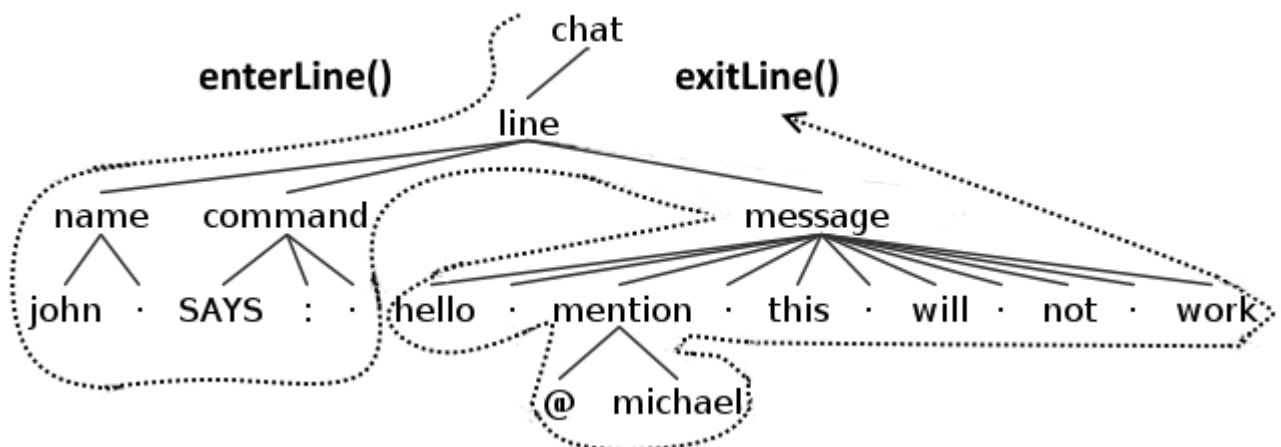 chat
enterLine() exitLine()
line
name command message
john · SAYS : · hello · mention · this · will · not · work
@ michael